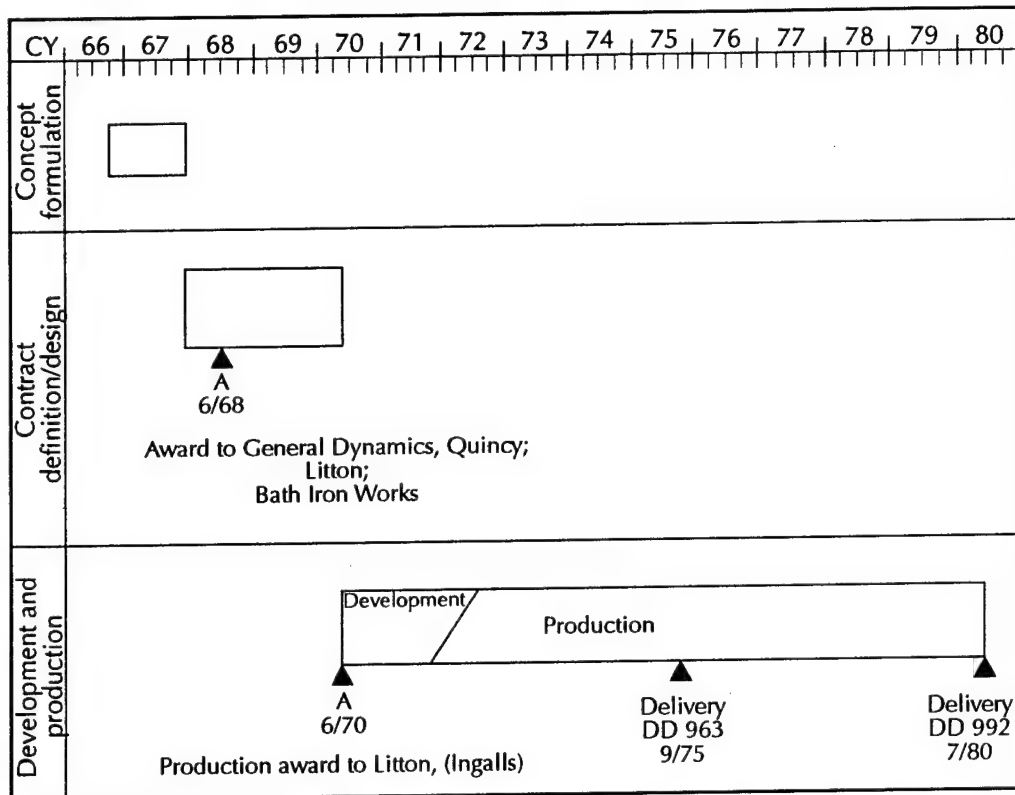 CY 66 67 68 69 70 71 72 73 74 75 76 77 78 79 80
Concept
formulation
Contract
definition/design
A
6/68
Award to General Dynamics, Quincy;
Litton;
Bath Iron Works
Development and
production
Development
Production
A
6/70
Production award to Litton, (Ingalls)
Delivery
DD 963
9/75
Delivery
DD 992
7/80